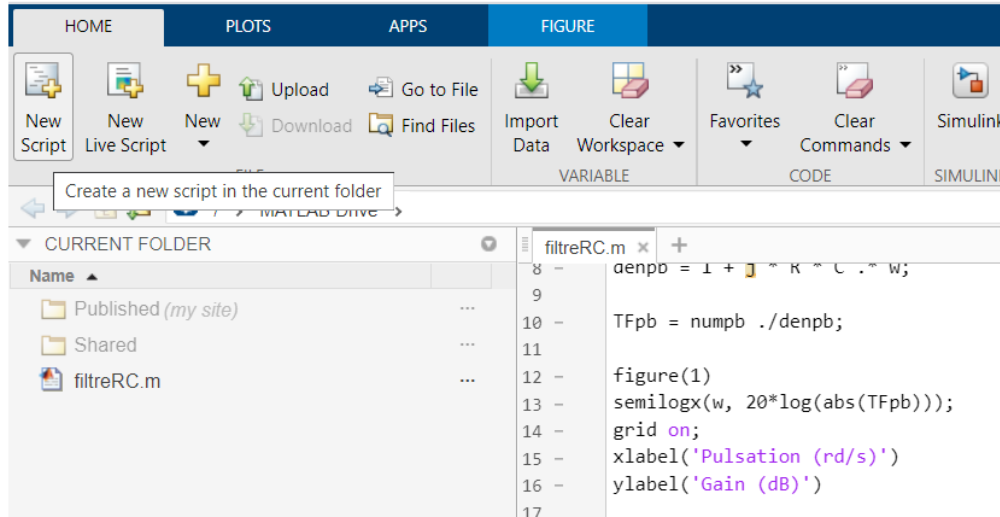 HOME PLOTS APPS FIGURE
New Script
New Live Script
New
Upload
Download
Go to File
Find Files
Import Data
Clear Workspace
Favorites
Clear Commands
Simulink
VARIABLE CODE SIMULINK
Create a new script in the current folder
/ > MATLAB Drive >
CURRENT FOLDER
Name
Published (my site) ...
Shared ...
filtreRC.m ...
filtreRC.m × +
8 - denpb = 1 + j * R * C .* w;
9
10 - TFpb = numpb ./denpb;
11
12 - figure(1)
13 - semilogx(w, 20*log(abs(TFpb)));
14 - grid on;
15 - xlabel('Pulsation (rd/s)')
16 - ylabel('Gain (dB)')
17